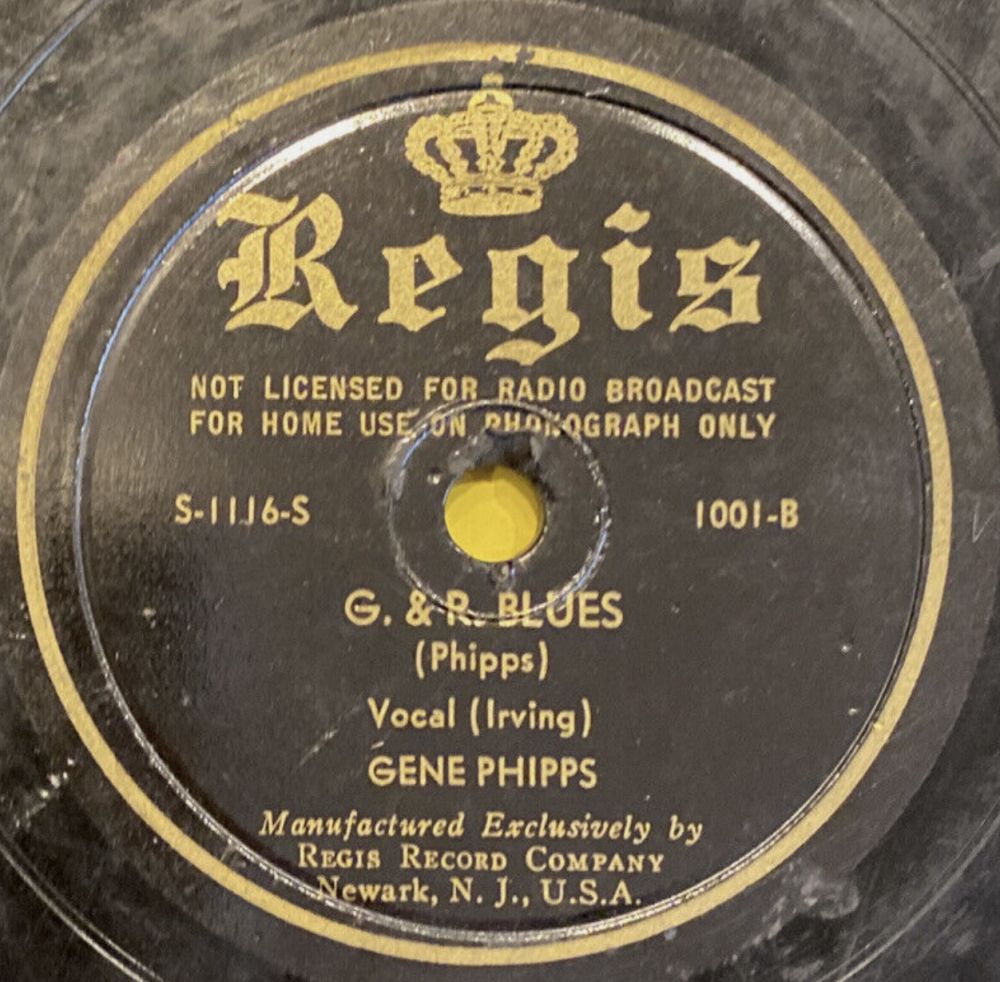 Regis
NOT LICENSED FOR RADIO BROADCAST
FOR HOME USE ON PHONOGRAPH ONLY
S-1116-S 1001-B
G. & R. BLUES
(Phipps)
Vocal (Irving)
GENE PHIPPS
Manufactured Exclusively by
REGIS RECORD COMPANY
Newark, N. J., U.S.A.